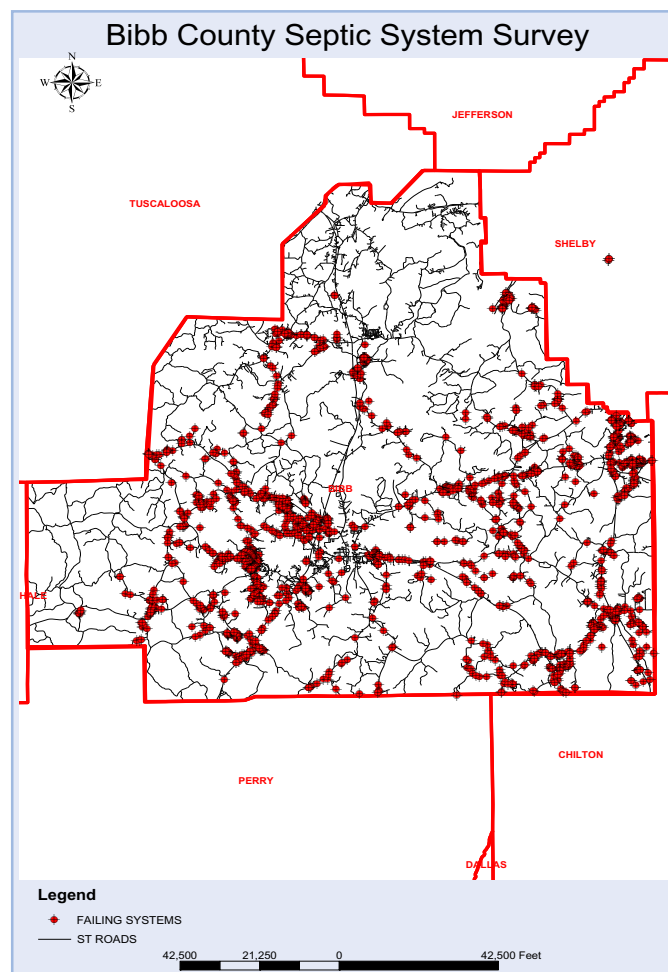 Bibb County Septic System Survey
N
W E
S
JEFFERSON
TUSCALOOSA
SHELBY
BIBB
HALE
CHILTON
PERRY
DALLAS
Legend
FAILING SYSTEMS
ST ROADS
42,500 21,250 0 42,500 Feet